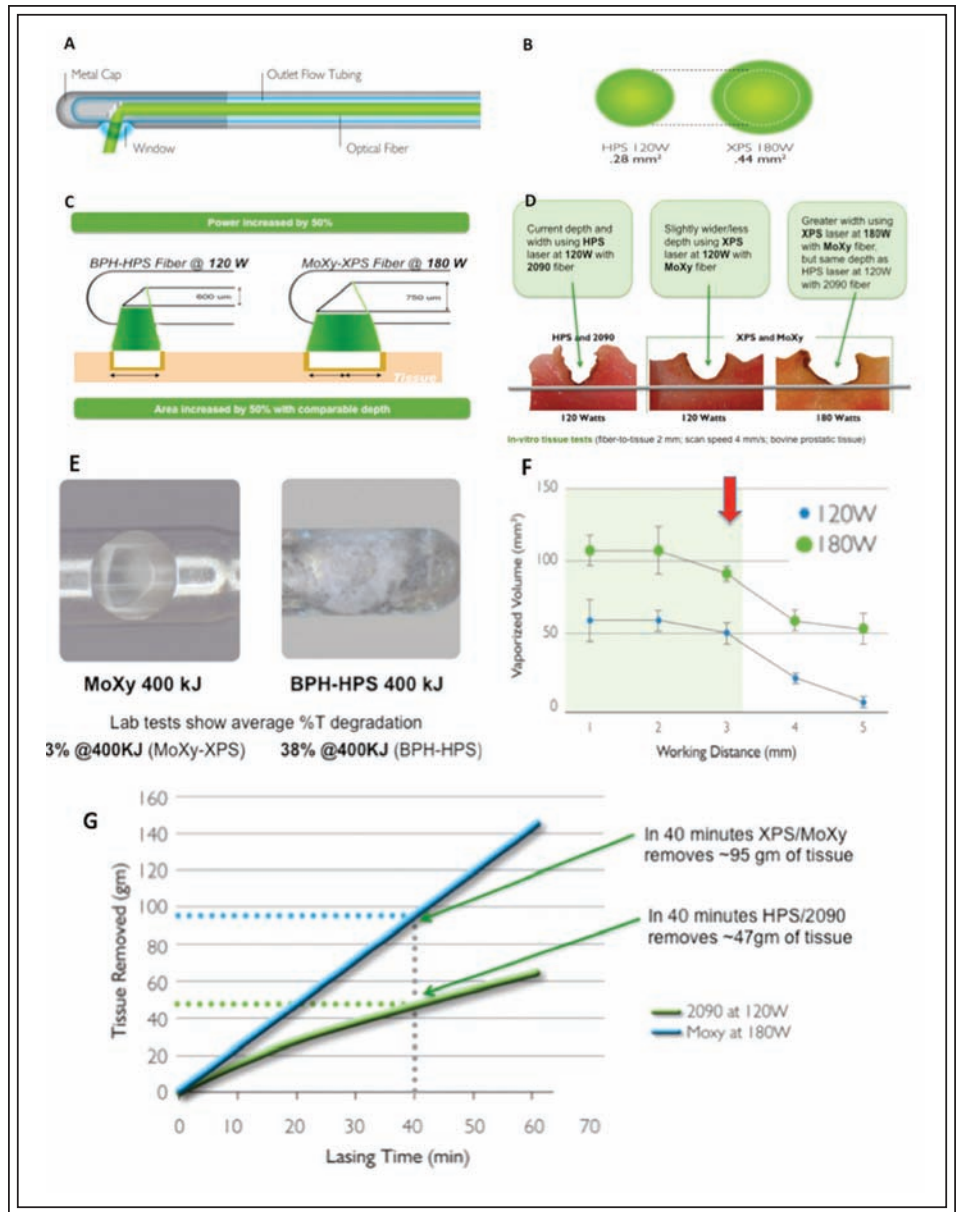 A
Metal Cap
Outlet Flow Tubing
Window
Optical Fiber
B
HPS 120W
.28 mm²
XPS 180W
.44 mm²
C
Power increased by 50%
BPH-HPS Fiber @ 120 W
MoXy-XPS Fiber @ 180 W
600 um
750 um
Tissue
Area increased by 50% with comparable depth
D
Current depth and
width using HPS
laser at 120W with
2090 fiber
Slightly wider/less
depth using XPS
laser at 120W with
MoXy fiber
Greater width using
XPS laser at 180W
with MoXy fiber,
but same depth as
HPS laser at 120W
with 2090 fiber
HPS and 2090
XPS and MoXy
120 Watts
120 Watts
180 Watts
In-vitro tissue tests (fiber-to-tissue 2 mm; scan speed 4 mm/s; bovine prostatic tissue)
E
MoXy 400 kJ
BPH-HPS 400 kJ
Lab tests show average %T degradation
3% @400KJ (MoXy-XPS)
38% @400KJ (BPH-HPS)
F
150
100
50
0
Vaporized Volume (mm³)
120W
180W
1 2 3 4 5
Working Distance (mm)
G
160
140
120
100
80
60
40
20
0
Tissue Removed (gm)
In 40 minutes XPS/MoXy
removes ~95 gm of tissue
In 40 minutes HPS/2090
removes ~47gm of tissue
2090 at 120W
Moxy at 180W
0 10 20 30 40 50 60 70
Lasing Time (min)